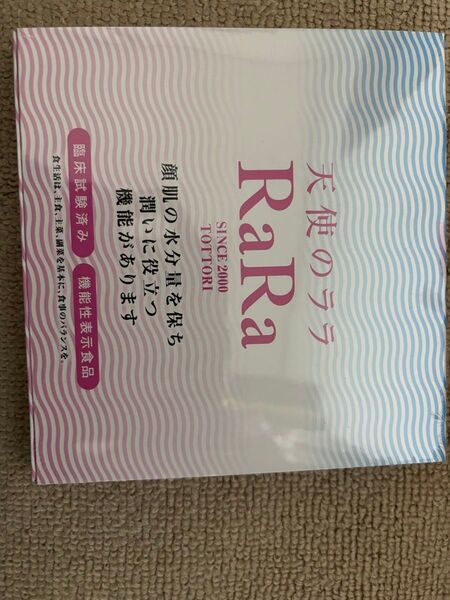 天使のララ
RaRa
SINCE 2000
TOTTORI
顔肌の水分量を保ち
潤いに役立つ
機能があります
臨床試験済み
機能性表示食品
食生活は、主食、主菜、副菜を基本に、食事のバランスを。